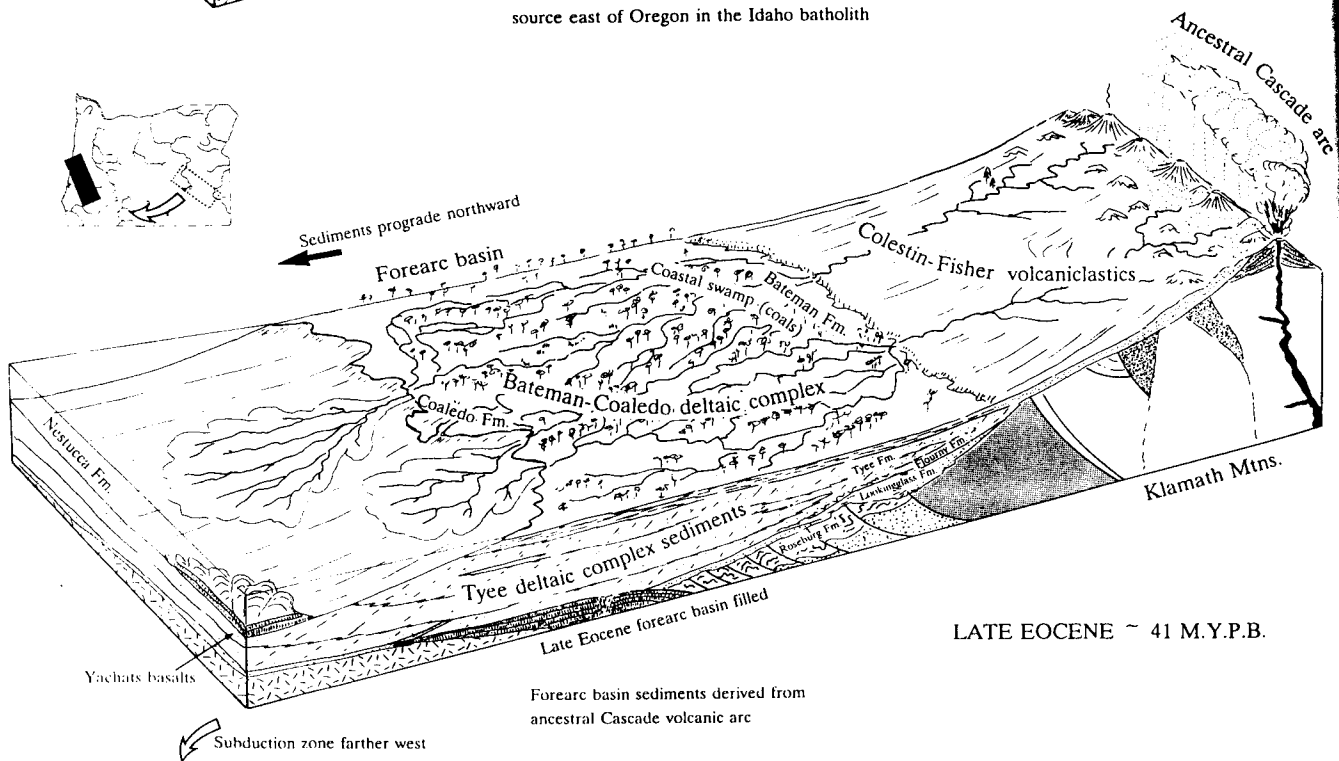 source east of Oregon in the Idaho batholith
Ancestral Cascade arc
Sediments prograde northward
Forearc basin
Colestin-Fisher volcaniclastics
Coastal swamp (coals)
Bateman Fm.
Bateman-Coaledo deltaic complex
Coaledo Fm.
Nestucca Fm.
Tyee Fm.
Flournoy Fm.
Lookingglass Fm.
Roseburg Fm.
Klamath Mtns.
Tyee deltaic complex sediments
Late Eocene forearc basin filled
LATE EOCENE ~ 41 M.Y.P.B.
Yachats basalts
Forearc basin sediments derived from
ancestral Cascade volcanic arc
Subduction zone farther west